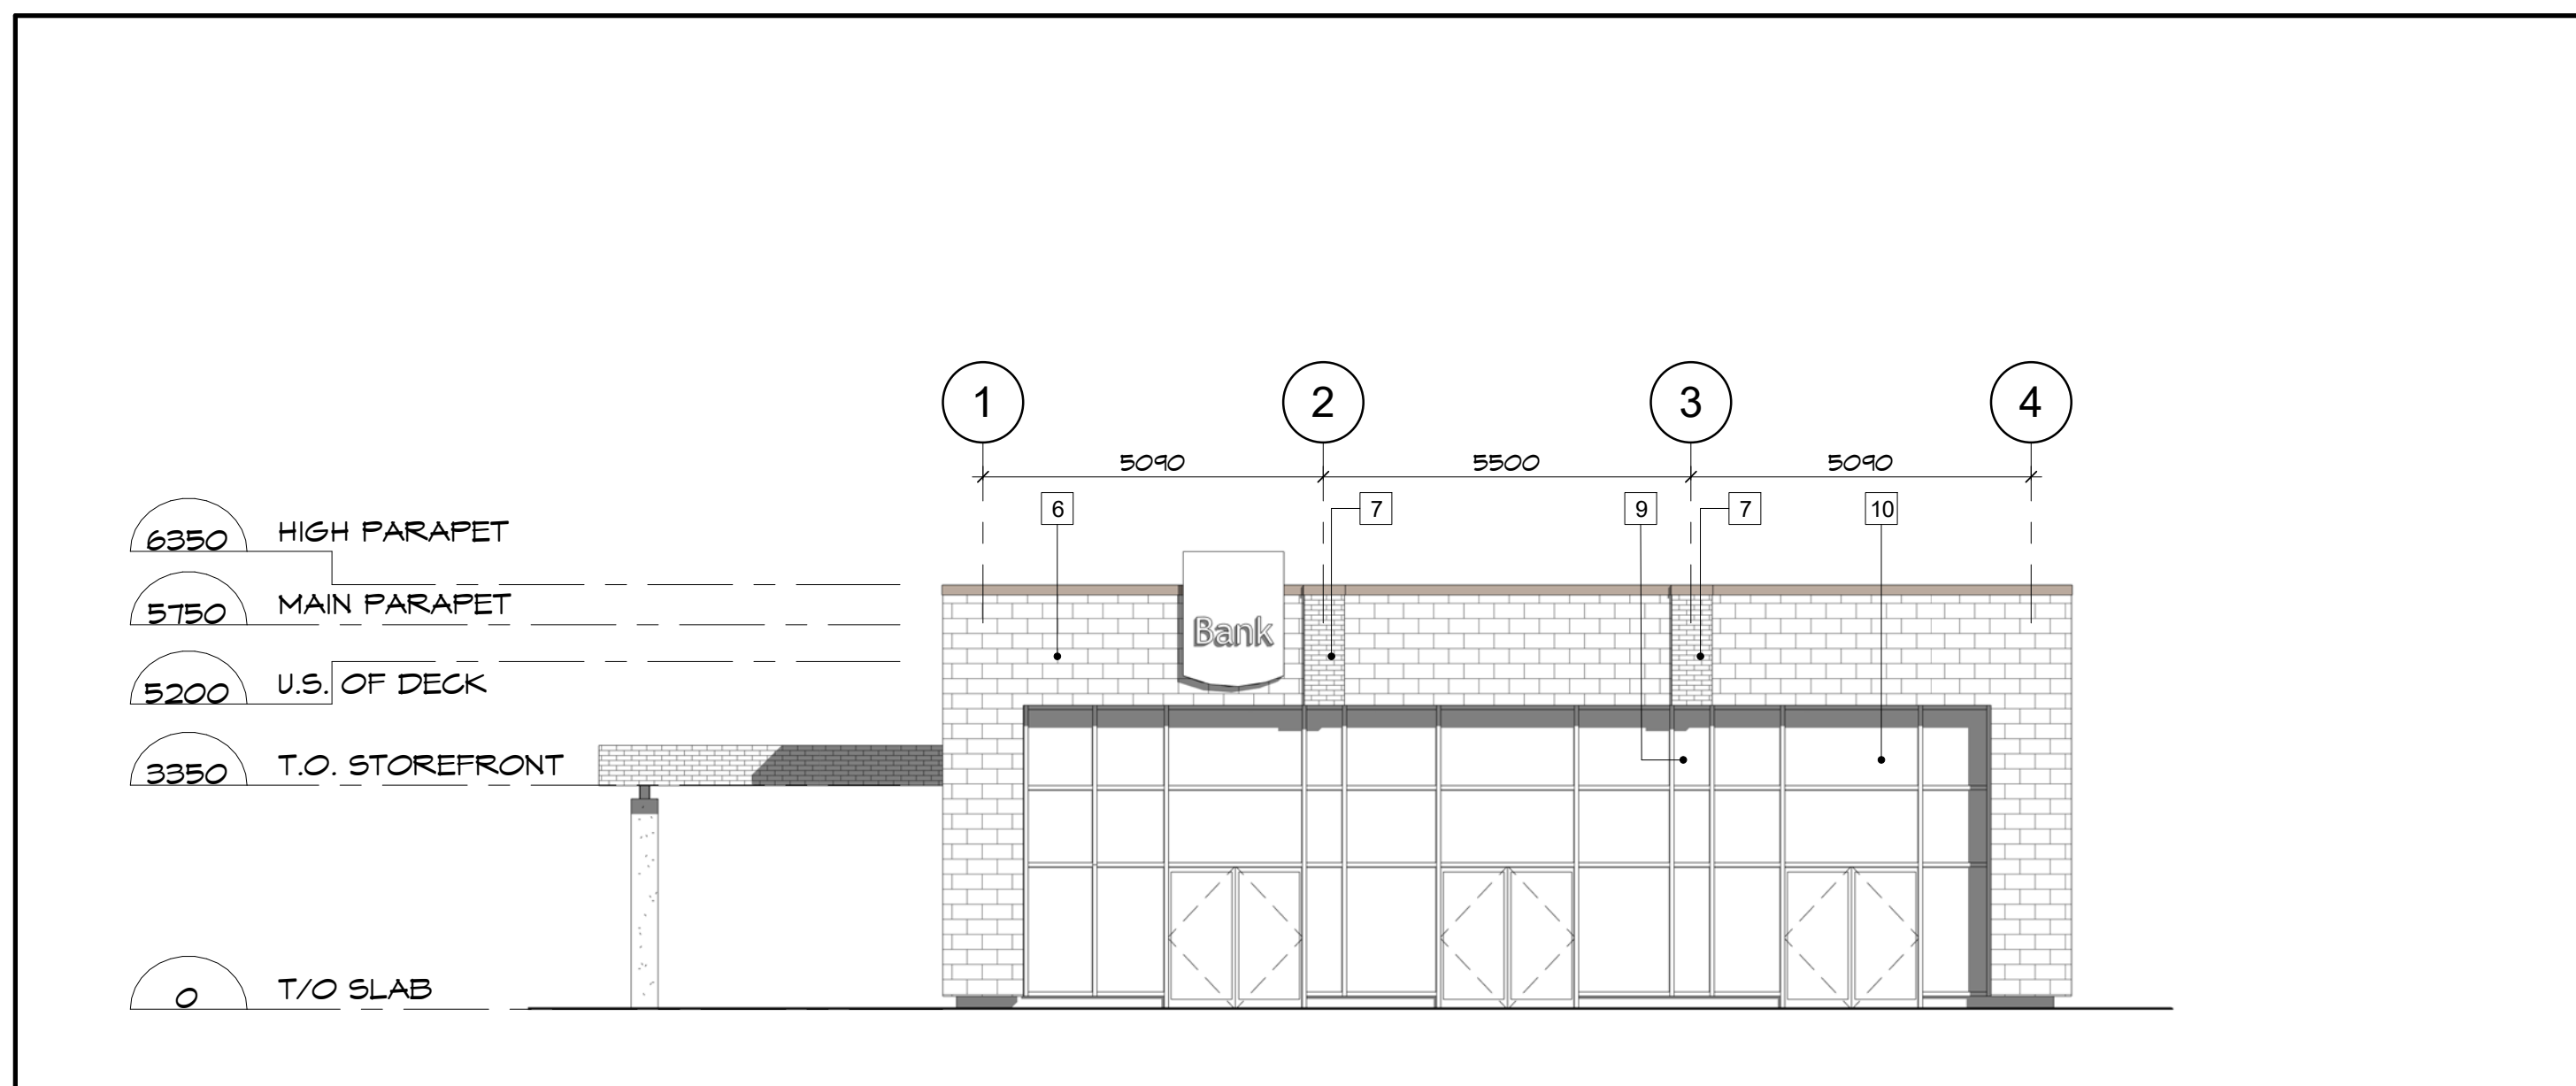 1 2 3 4
5090 5500 5090
6 7 9 7 10
6350 HIGH PARAPET
5750 MAIN PARAPET
Bank
5200 U.S. OF DECK
3350 T.O. STOREFRONT
0 T/O SLAB